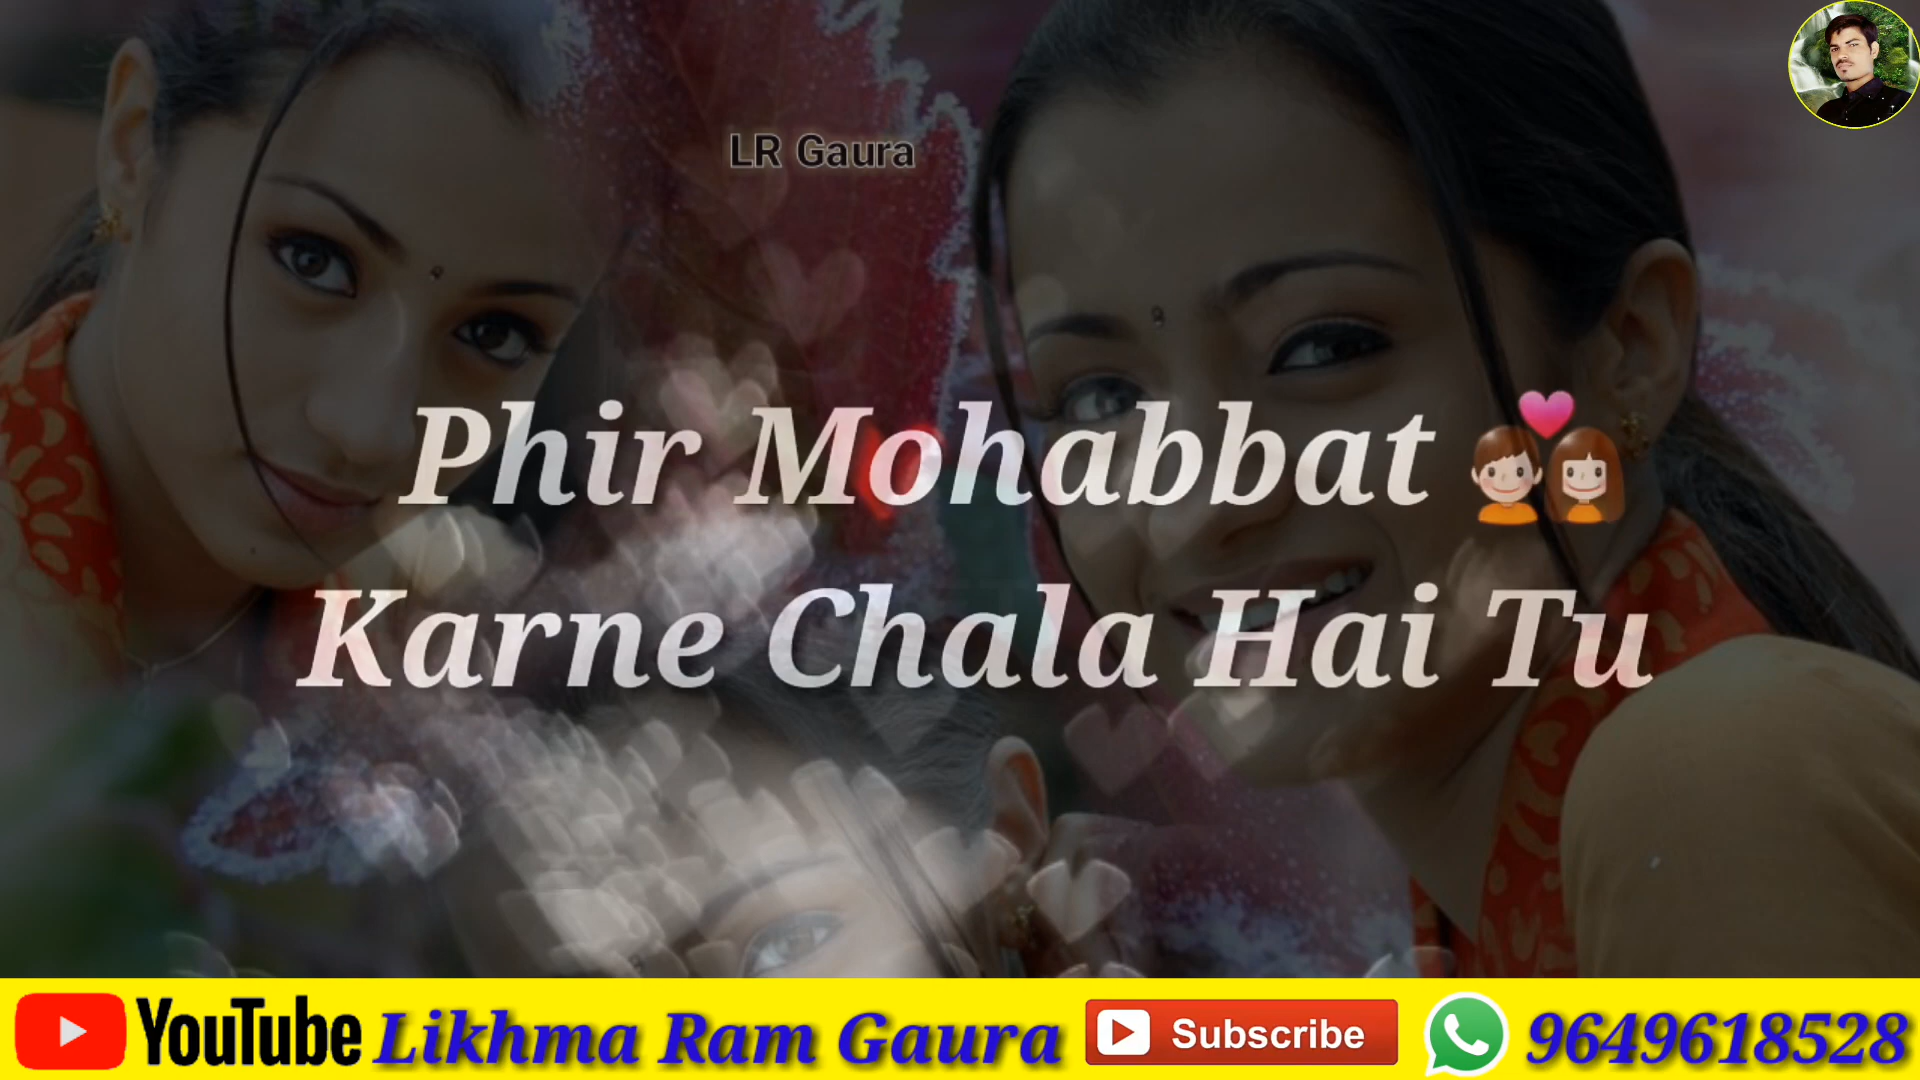 LR Gaura
Phir Mohabbat 💑
Karne Chala Hai Tu
YouTube Likhma Ram Gaura Subscribe 9649618528